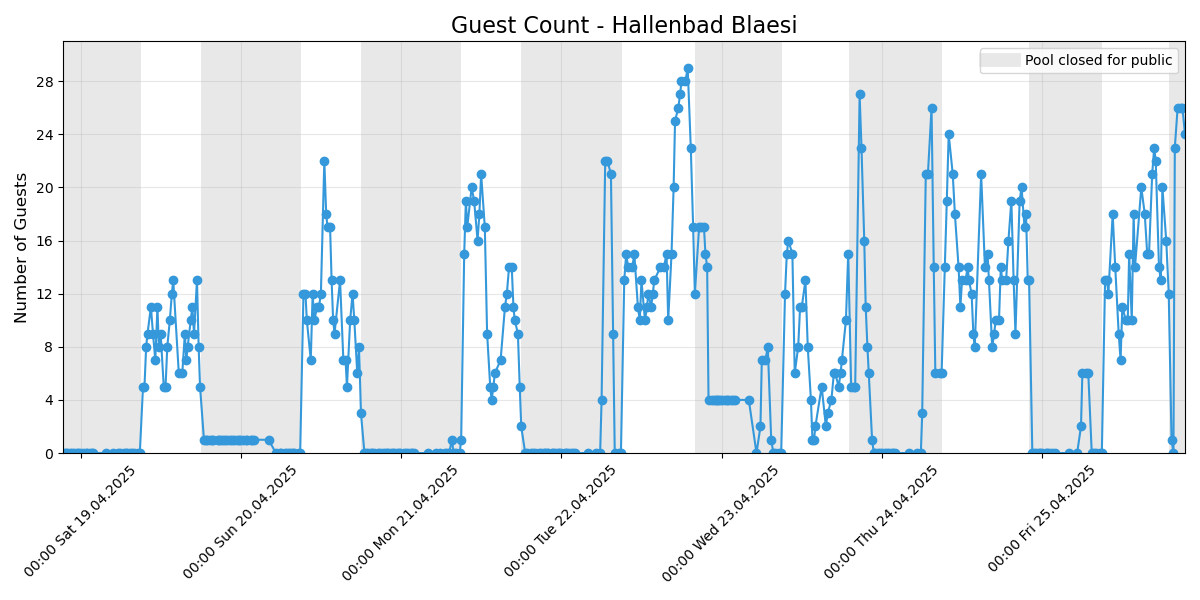 Guest Count - Hallenbad Blaesi
Pool closed for public
Number of Guests
28
24
20
16
12
8
4
0
00:00 Sat 19.04.2025
00:00 Sun 20.04.2025
00:00 Mon 21.04.2025
00:00 Tue 22.04.2025
00:00 Wed 23.04.2025
00:00 Thu 24.04.2025
00:00 Fri 25.04.2025